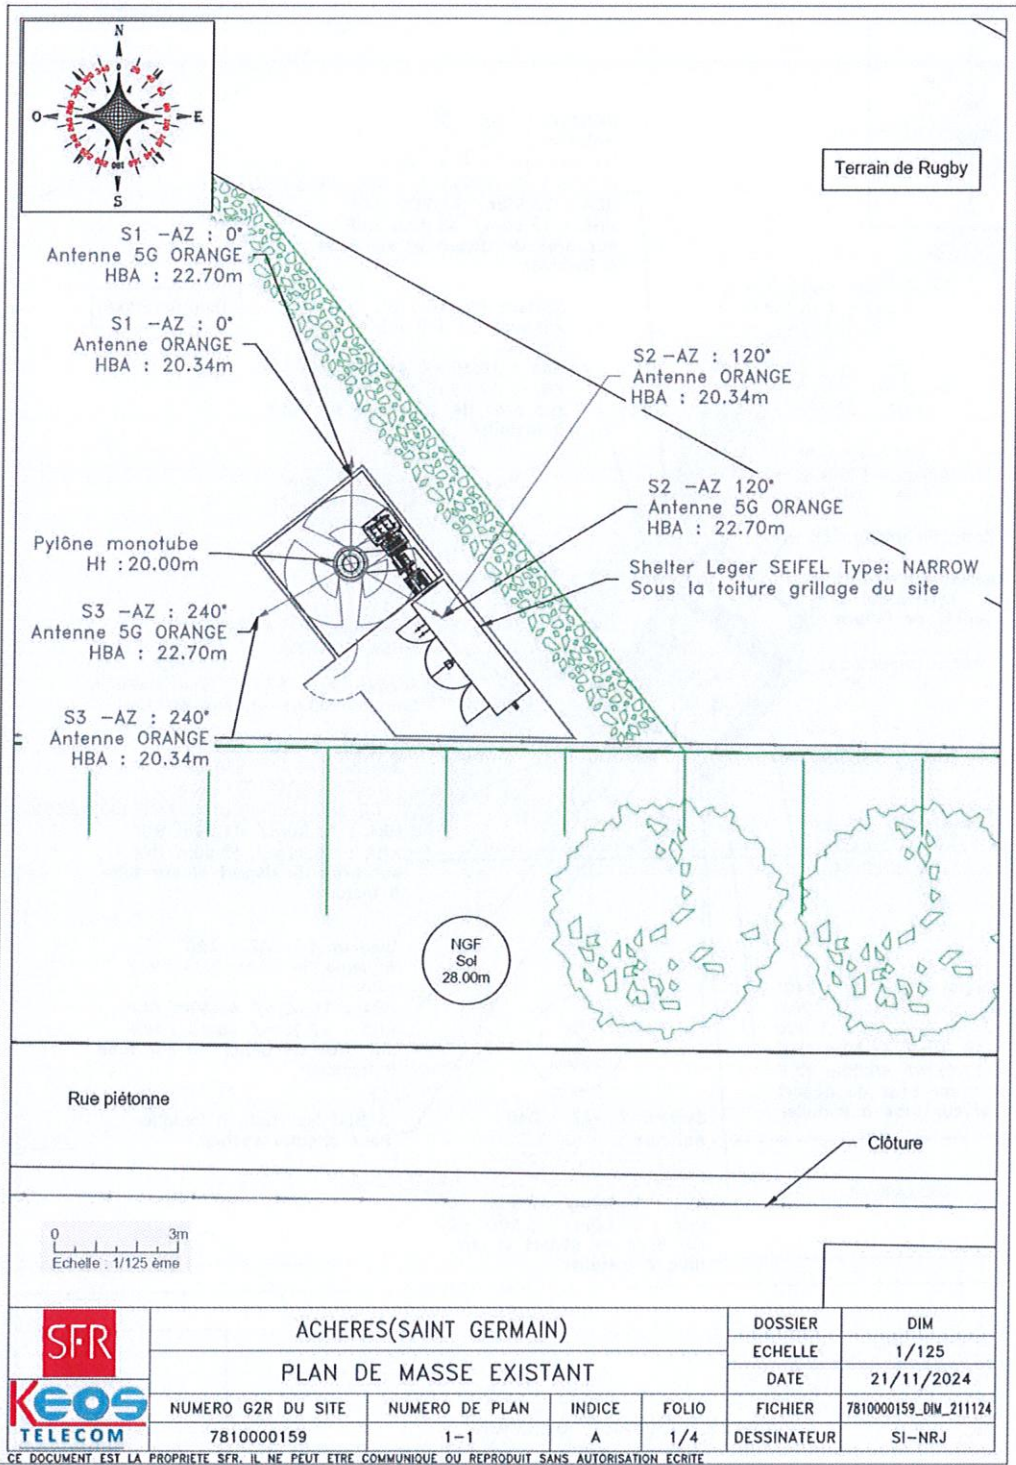 N
O
E
S
Terrain de Rugby
S1 -AZ : 0°
Antenne 5G ORANGE
HBA : 22.70m
S1 -AZ : 0°
Antenne ORANGE
HBA : 20.34m
S2 -AZ : 120°
Antenne ORANGE
HBA : 20.34m
S2 -AZ 120°
Antenne 5G ORANGE
HBA : 22.70m
Pylône monotube
Ht : 20.00m
Shelter Leger SEIFEL Type: NARROW
Sous la toiture grillage du site
S3 -AZ : 240°
Antenne 5G ORANGE
HBA : 22.70m
S3 -AZ : 240°
Antenne ORANGE
HBA : 20.34m
NGF
Sol
28.00m
Rue piétonne
Clôture
0 3m
Echelle : 1/125 ème
SFR
KEOS
TELECOM
ACHERES(SAINT GERMAIN)
PLAN DE MASSE EXISTANT
DOSSIER DIM
ECHELLE 1/125
DATE 21/11/2024
NUMERO G2R DU SITE NUMERO DE PLAN INDICE FOLIO FICHIER 7810000159_DIM_211124
7810000159 1-1 A 1/4 DESSINATEUR SI-NRJ
CE DOCUMENT EST LA PROPRIETE SFR. IL NE PEUT ETRE COMMUNIQUE OU REPRODUIT SANS AUTORISATION ECRITE